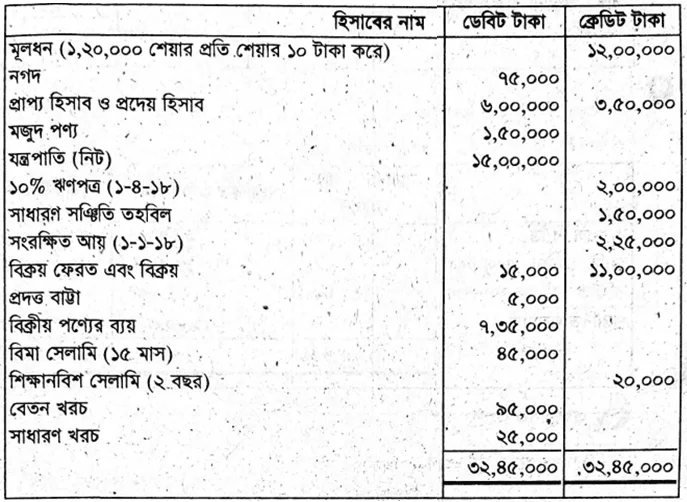 হিসাবের নাম ডেবিট টাকা ক্রেডিট টাকা
মূলধন (১,২০,০০০ শেয়ার প্রতি শেয়ার ১০ টাকা করে) ১২,০০,০০০
নগদ ৭৫,০০০
প্রাপ্য হিসাব ও প্রদেয় হিসাব ৬,০০,০০০ ৩,৫০,০০০
মজুদ পণ্য ১,৫০,০০০
যন্ত্রপাতি (নিট) ১৫,০০,০০০
১০% ঋণপত্র (১-৪-১৮) ২,০০,০০০
সাধারণ সঞ্চিতি তহবিল ১,৫০,০০০
সংরক্ষিত আয় (১-১-১৮) ২,২৫,০০০
বিক্রয় ফেরত এবং বিক্রয় ১৫,০০০ ১১,০০,০০০
প্রদত্ত বাট্টা ৫,০০০
বিক্রীয় পণ্যের ব্যয় ৭,৩৫,০০০
বিমা সেলামি (১৫ মাস) ৪৫,০০০
শিক্ষানবিশ সেলামি (২ বছর) ২০,০০০
বেতন খরচ ৯৫,০০০
সাধারণ খরচ ২৫,০০০
৩২,৪৫,০০০ ৩২,৪৫,০০০